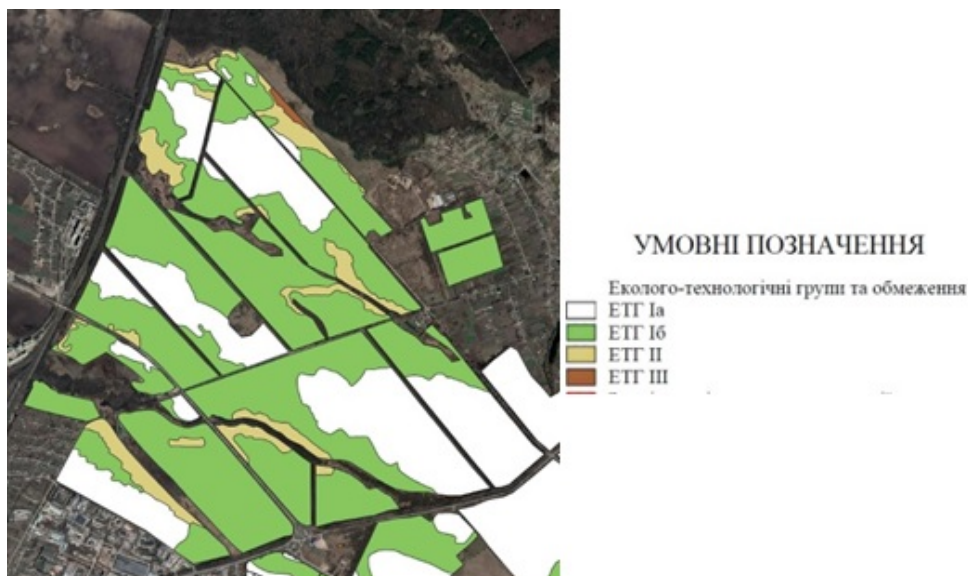 УМОВНІ ПОЗНАЧЕННЯ
Еколого-технологічні групи та обмеження
ЕТГ Іа
ЕТГ Іб
ЕТГ ІІ
ЕТГ ІІІ